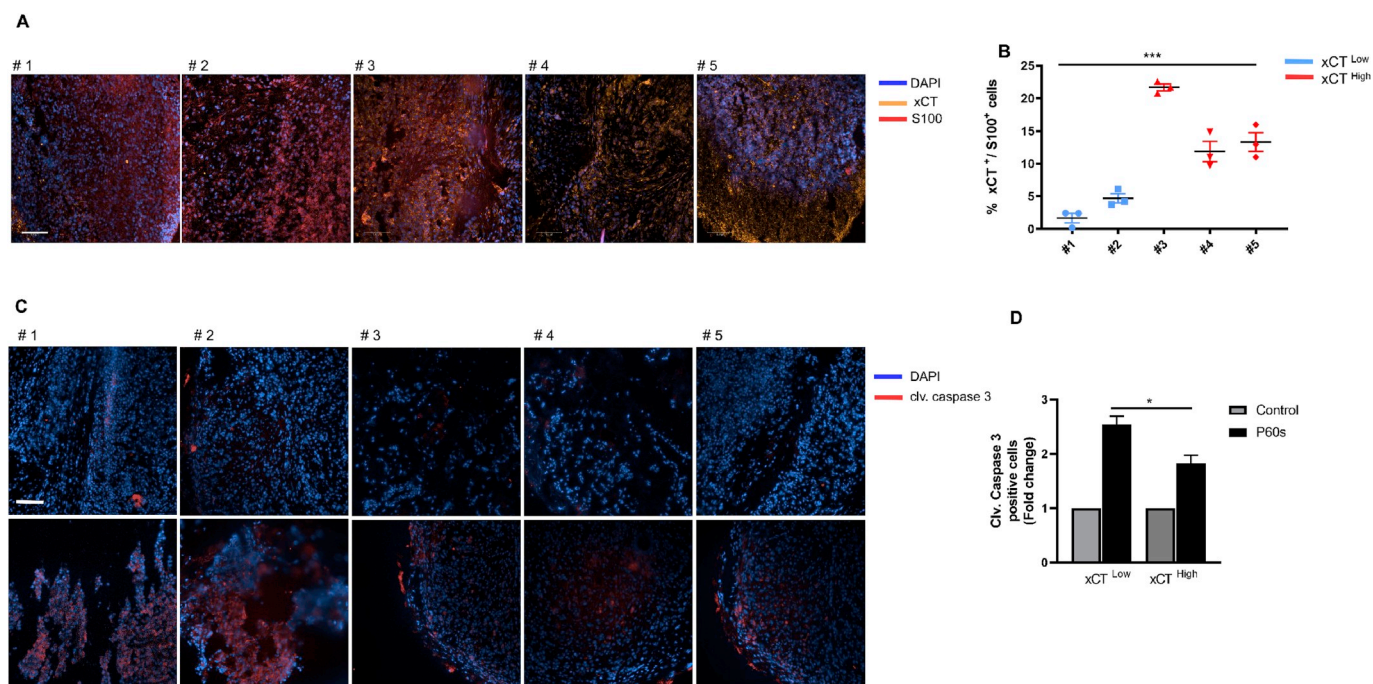 A
# 1
# 2
# 3
# 4
# 5
DAPI
xCT
S100
B
***
xCT Low
xCT High
% xCT + / S100+ cells
25
20
15
10
5
0
#1
#2
#3
#4
#5
C
# 1
# 2
# 3
# 4
# 5
DAPI
clv. caspase 3
D
*
Control
P60s
Clv. Caspase 3
positive cells
(Fold change)
3
2
1
0
xCT Low
xCT High